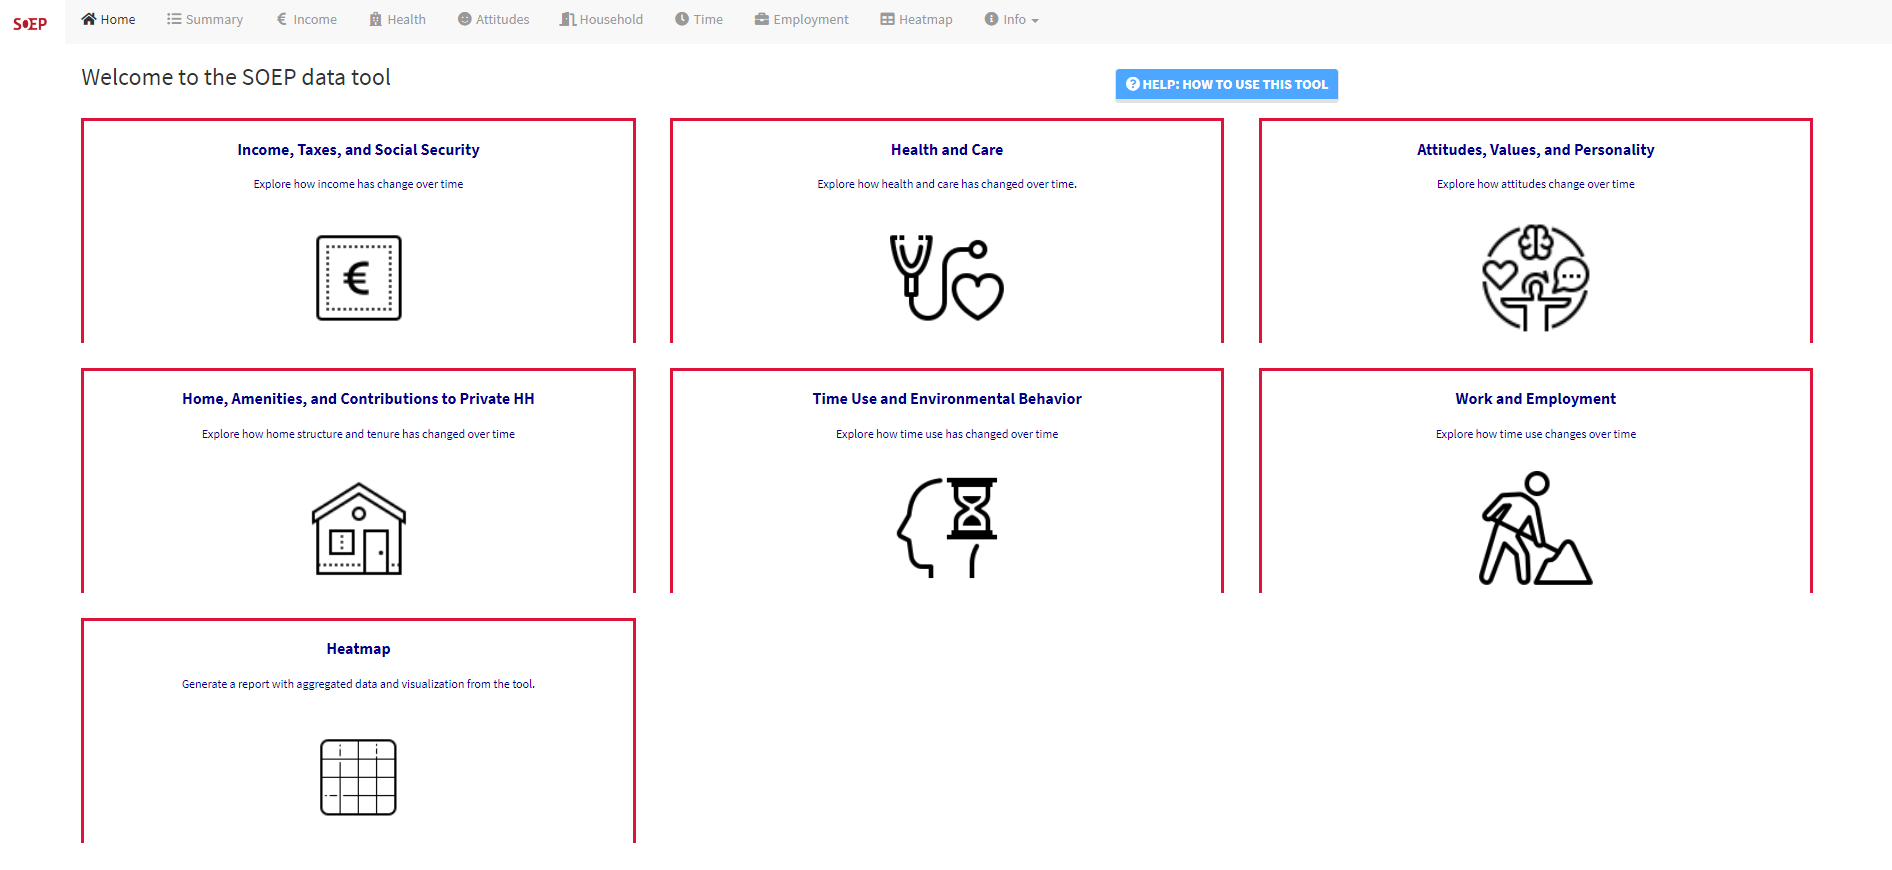 SOEP Home Summary Income Health Attitudes Household Time Employment Heatmap Info
Welcome to the SOEP data tool
HELP: HOW TO USE THIS TOOL
Income, Taxes, and Social Security
Explore how income has change over time
€
Health and Care
Explore how health and care has changed over time.
Attitudes, Values, and Personality
Explore how attitudes change over time
Home, Amenities, and Contributions to Private HH
Explore how home structure and tenure has changed over time
Time Use and Environmental Behavior
Explore how time use has changed over time
Work and Employment
Explore how time use changes over time
Heatmap
Generate a report with aggregated data and visualization from the tool.